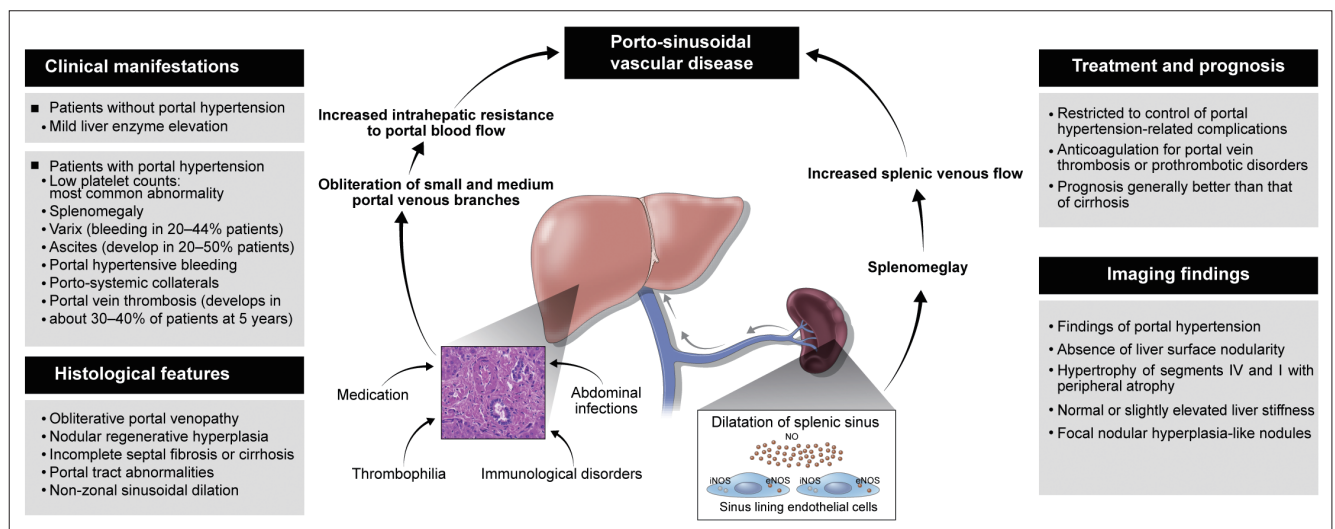 Clinical manifestations
■ Patients without portal hypertension
• Mild liver enzyme elevation
■ Patients with portal hypertension
• Low platelet counts:
most common abnormality
• Splenomegaly
• Varix (bleeding in 20–44% patients)
• Ascites (develop in 20–50% patients)
• Portal hypertensive bleeding
• Porto-systemic collaterals
• Portal vein thrombosis (develops in
• about 30–40% of patients at 5 years)
Histological features
• Obliterative portal venopathy
• Nodular regenerative hyperplasia
• Incomplete septal fibrosis or cirrhosis
• Portal tract abnormalities
• Non-zonal sinusoidal dilation
Porto-sinusoidal
vascular disease
Increased intrahepatic resistance
to portal blood flow
Obliteration of small and medium
portal venous branches
Medication
Abdominal
infections
Thrombophilia
Immunological disorders
Increased splenic venous flow
Splenomeglay
Dilatation of splenic sinus
NO
iNOS
eNOS
iNOS
eNOS
Sinus lining endothelial cells
Treatment and prognosis
• Restricted to control of portal
hypertension-related complications
• Anticoagulation for portal vein
thrombosis or prothrombotic disorders
• Prognosis generally better than that
of cirrhosis
Imaging findings
• Findings of portal hypertension
• Absence of liver surface nodularity
• Hypertrophy of segments IV and I with
peripheral atrophy
• Normal or slightly elevated liver stiffness
• Focal nodular hyperplasia-like nodules